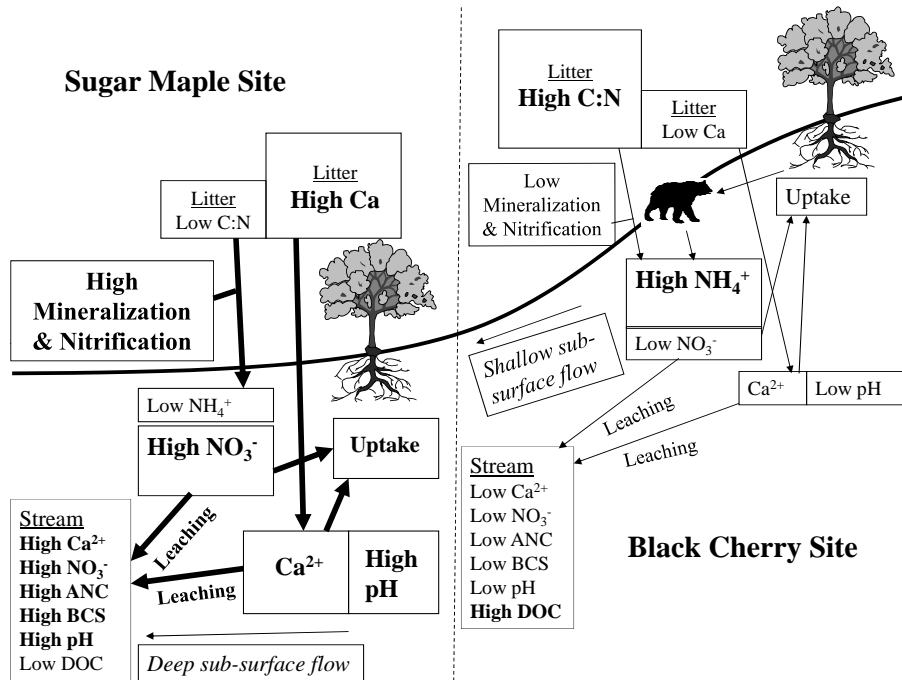 Sugar Maple Site
Litter
Low C:N
Litter
High Ca
High
Mineralization
& Nitrification
Low NH₄⁺
High NO₃⁻
Uptake
Leaching
Leaching
Ca²⁺
High
pH
Stream
High Ca²⁺
High NO₃⁻
High ANC
High BCS
High pH
Low DOC
Deep sub-surface flow
Litter
High C:N
Litter
Low Ca
Low
Mineralization
& Nitrification
Uptake
High NH₄⁺
Low NO₃⁻
Shallow sub-
surface flow
Ca²⁺
Low pH
Leaching
Leaching
Stream
Low Ca²⁺
Low NO₃⁻
Low ANC
Low BCS
Low pH
High DOC
Black Cherry Site